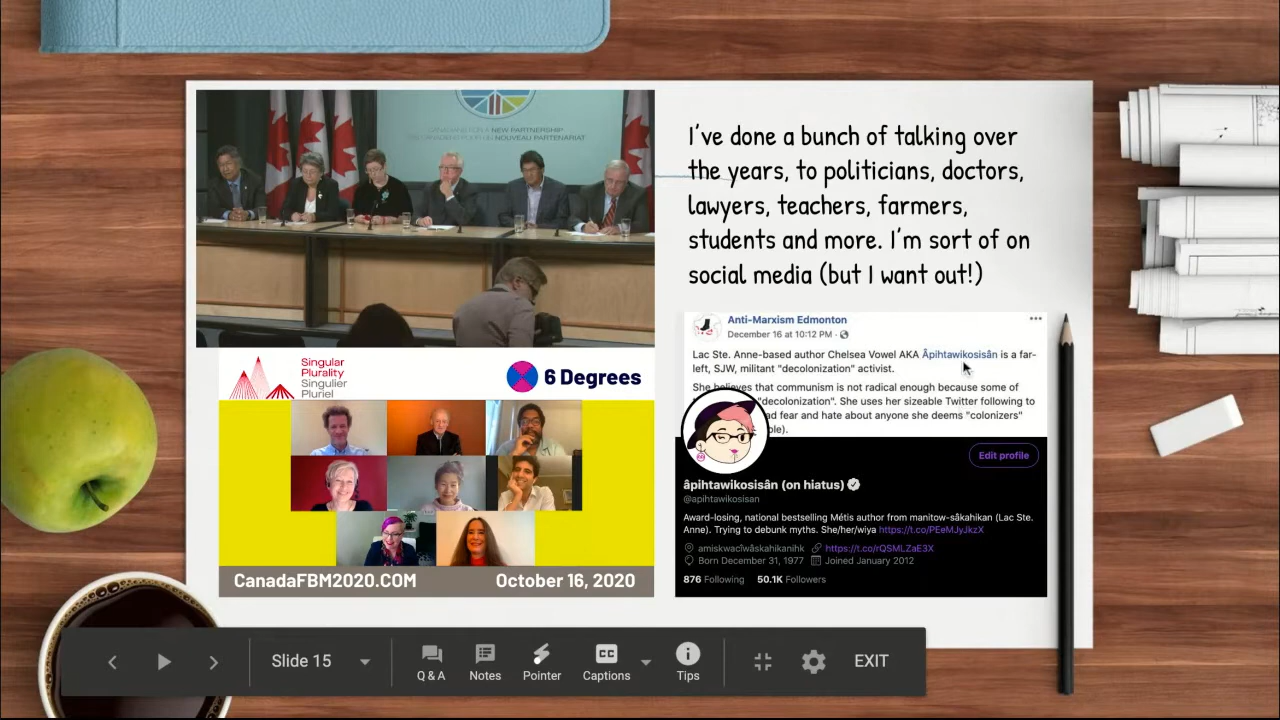 A NEW PARTNERSHIP
NOUVEAU PARTENARIAT
I've done a bunch of talking over
the years, to politicians, doctors,
lawyers, teachers, farmers,
students and more. I'm sort of on
social media (but I want out!)
Singular
Plurality
Singulier
Pluriel
6 Degrees
CanadaFBM2020.COM
October 16, 2020
Anti-Marxism Edmonton
December 16 at 10:12 PM ·
Lac Ste. Anne-based author Chelsea Vowel AKA Âpihtawikosisân is a far-
left, SJW, militant "decolonization" activist.
She believes that communism is not radical enough because some of
"decolonization". She uses her sizeable Twitter following to
ad fear and hate about anyone she deems "colonizers"
ple).
Edit profile
âpihtawikosisân (on hiatus)
@apihtawikosisan
Award-losing, national bestselling Métis author from manitow-sâkahikan (Lac Ste.
Anne). Trying to debunk myths. She/her/wiya https://t.co/PEeMJyJkzX
amiskwacîwâskahikanihk https://t.co/rQSMLZaE3X
Born December 31, 1977 Joined January 2012
876 Following 50.1K Followers
Slide 15
Q & A
Notes
Pointer
CC
Captions
Tips
EXIT